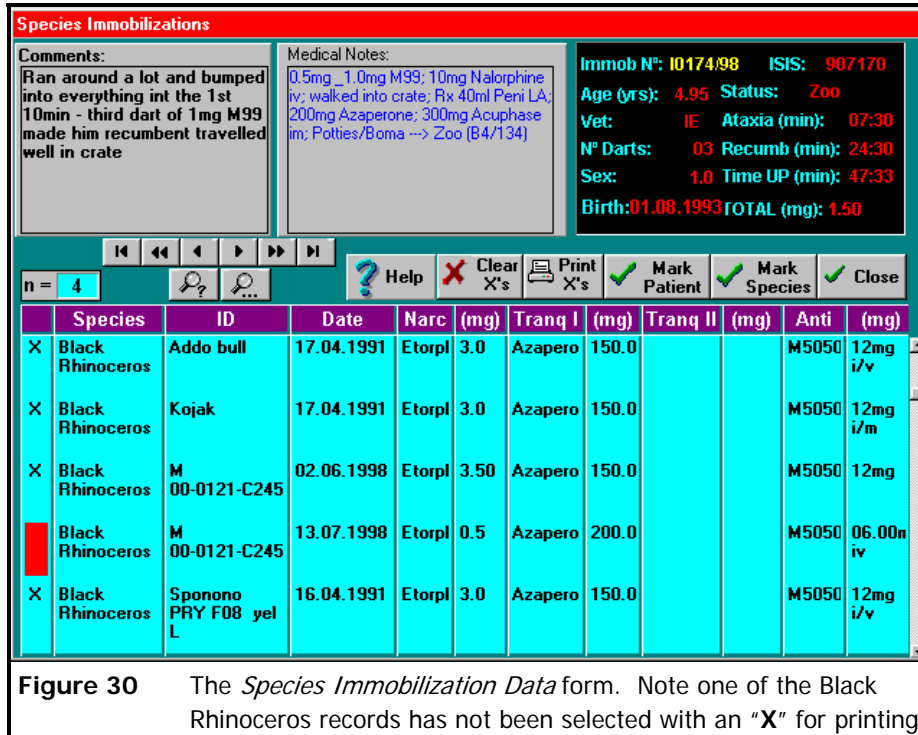 Species Immobilizations
Comments:
Ran around a lot and bumped
into everything int the 1st
10min - third dart of 1mg M99
made him recumbent travelled
well in crate
Medical Notes:
0.5mg_1.0mg M99; 10mg Nalorphine
iv; walked into crate; Rx 40ml Peni LA;
200mg Azaperone; 300mg Acuphase
im; Potties/Boma ---> Zoo (B4/134)
Immob Nº: I0174/98 ISIS: 907170
Age (yrs): 4.95 Status: Zoo
Vet: IE Ataxia (min): 07:30
Nº Darts: 03 Recumb (min): 24:30
Sex: 1.0 Time UP (min): 47:33
Birth:01.08.1993 TOTAL (mg): 1.50
n = 4
Help
Clear X's
Print X's
Mark Patient
Mark Species
Close
Species ID Date Narc (mg) Tranq I (mg) Tranq II (mg) Anti (mg)
X Black Addo bull 17.04.1991 Etorpl 3.0 Azapero 150.0 M5050 12mg
Rhinoceros i/v
X Black Kojak 17.04.1991 Etorpl 3.0 Azapero 150.0 M5050 12mg
Rhinoceros i/m
X Black M 02.06.1998 Etorpl 3.50 Azapero 150.0 M5050 12mg
Rhinoceros 00-0121-C245
Black M 13.07.1998 Etorpl 0.5 Azapero 200.0 M5050 06.00n
Rhinoceros 00-0121-C245 iv
X Black Sponono 16.04.1991 Etorpl 3.0 Azapero 150.0 M5050 12mg
Rhinoceros PRY F08 yel i/v
L
Figure 30 The Species Immobilization Data form. Note one of the Black
Rhinoceros records has not been selected with an "X" for printing